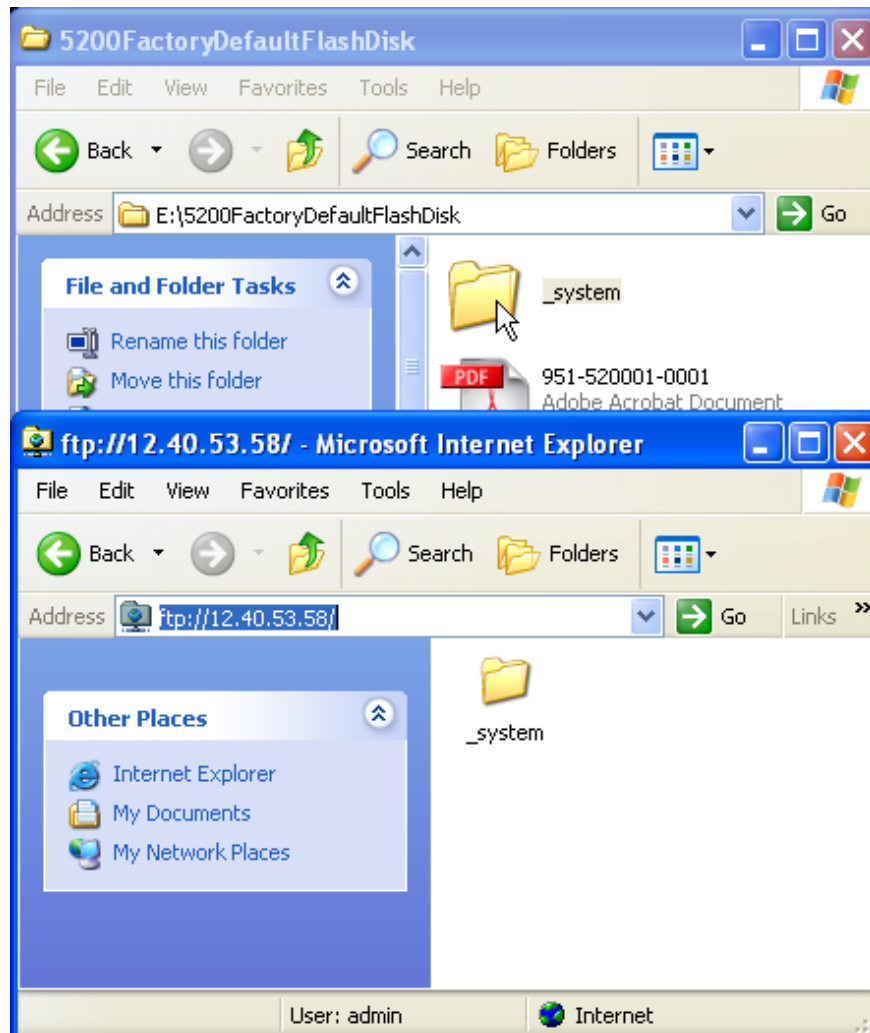 5200FactoryDefaultFlashDisk
File Edit View Favorites Tools Help
Back Search Folders
Address E:\5200FactoryDefaultFlashDisk Go
File and Folder Tasks
_system
Rename this folder
Move this folder
PDF
951-520001-0001
Adobe Acrobat Document
ftp://12.40.53.58/ - Microsoft Internet Explorer
File Edit View Favorites Tools Help
Back Search Folders
Address ftp://12.40.53.58/ Go Links »
Other Places
_system
Internet Explorer
My Documents
My Network Places
User: admin Internet